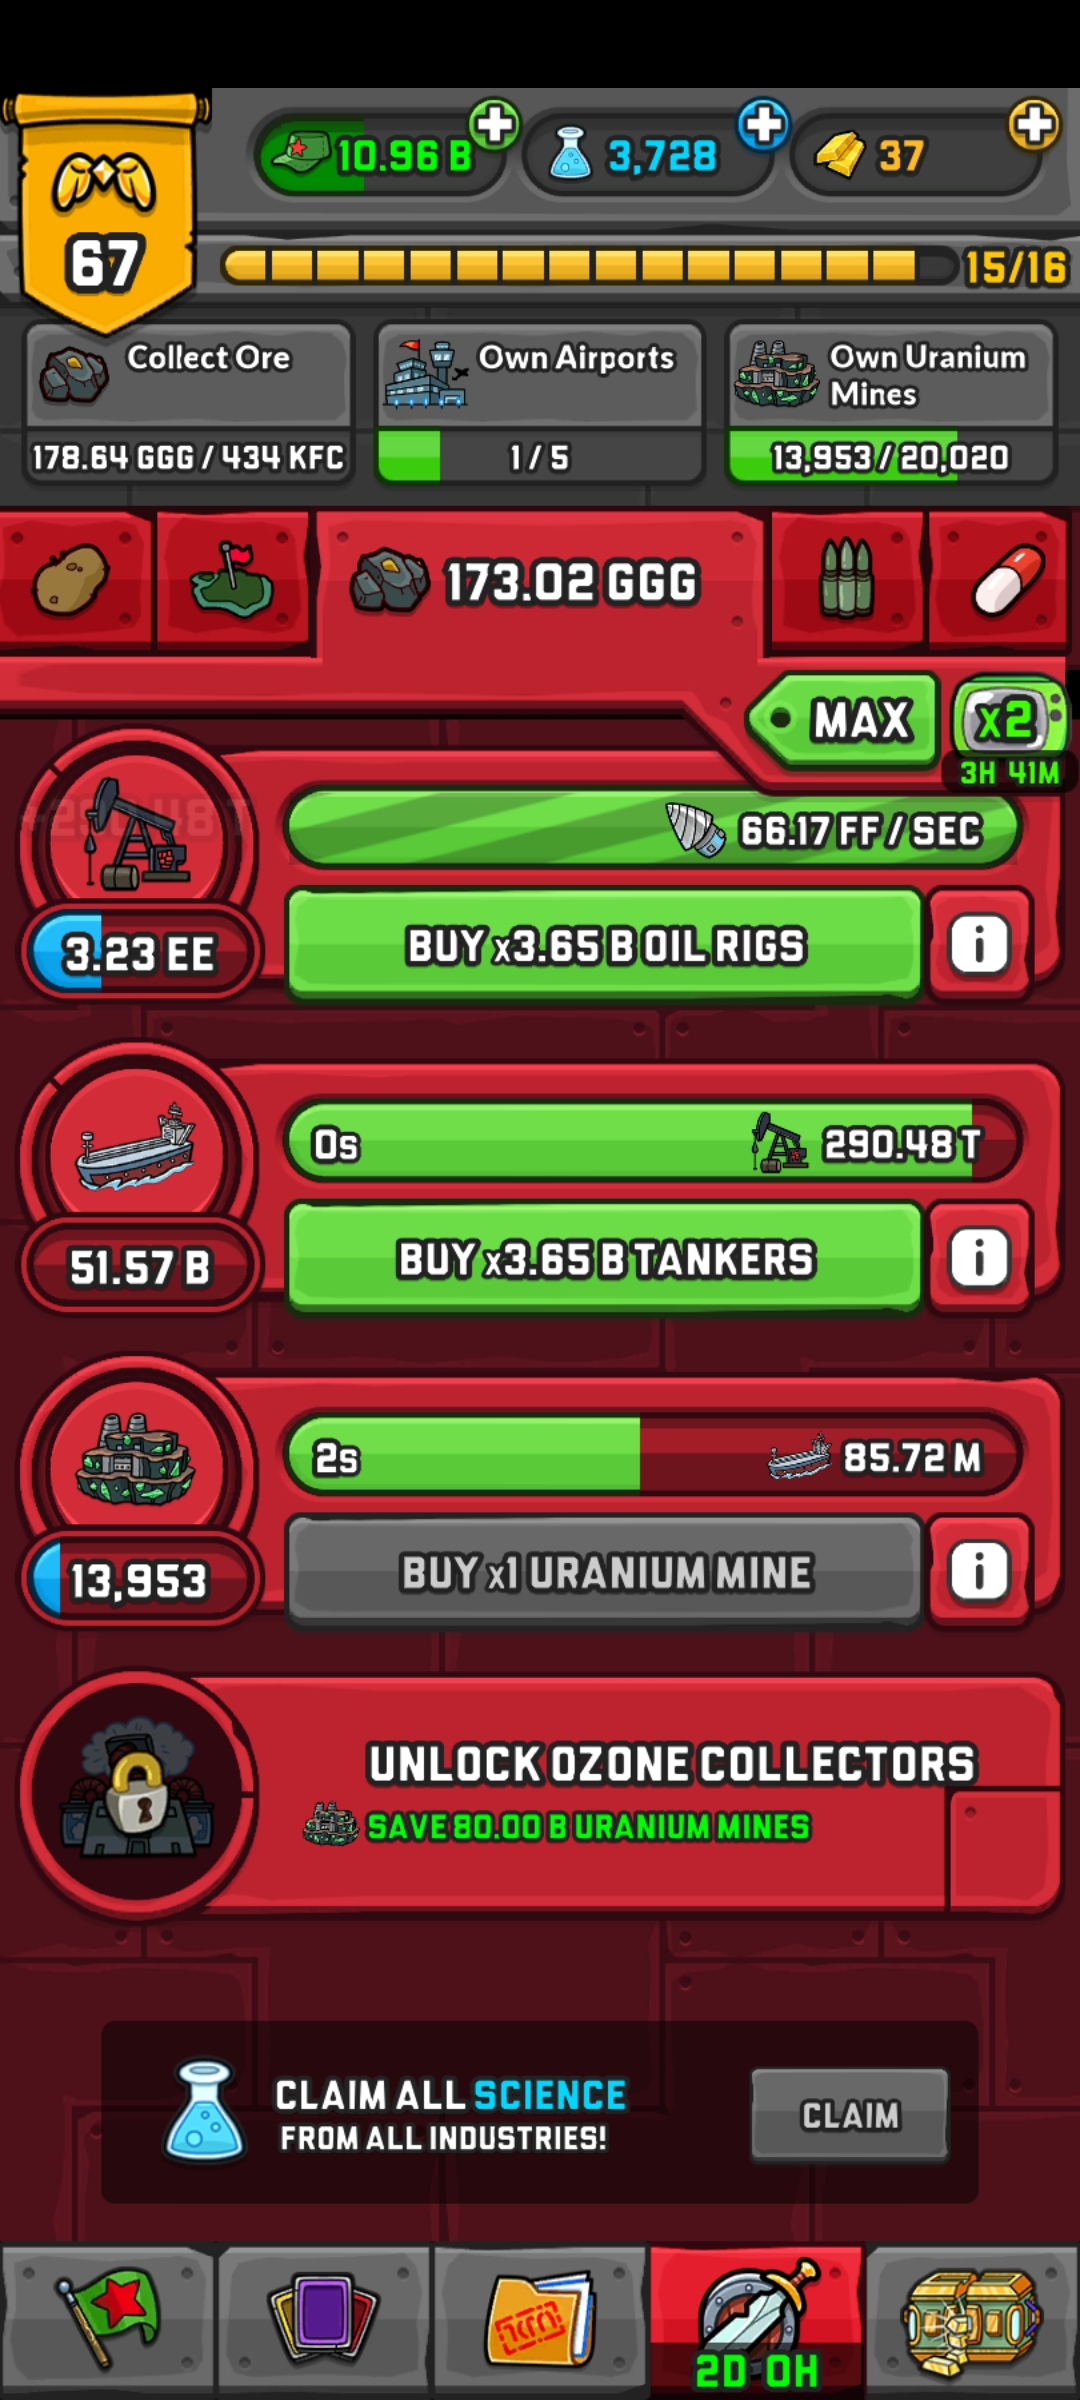 10.96 B
3,728
37
67
15/16
Collect Ore
178.64 GGG / 434 KFC
Own Airports
1 / 5
Own Uranium
Mines
13,953 / 20,020
173.02 GGG
MAX
x2
3H 41M
+290.48 T
66.17 FF / SEC
3.23 EE
BUY x3.65 B OIL RIGS
i
0s
290.48 T
51.57 B
BUY x3.65 B TANKERS
i
2s
85.72 M
13,953
BUY x1 URANIUM MINE
i
UNLOCK OZONE COLLECTORS
SAVE 80.00 B URANIUM MINES
CLAIM ALL SCIENCE
FROM ALL INDUSTRIES!
CLAIM
2D 0H